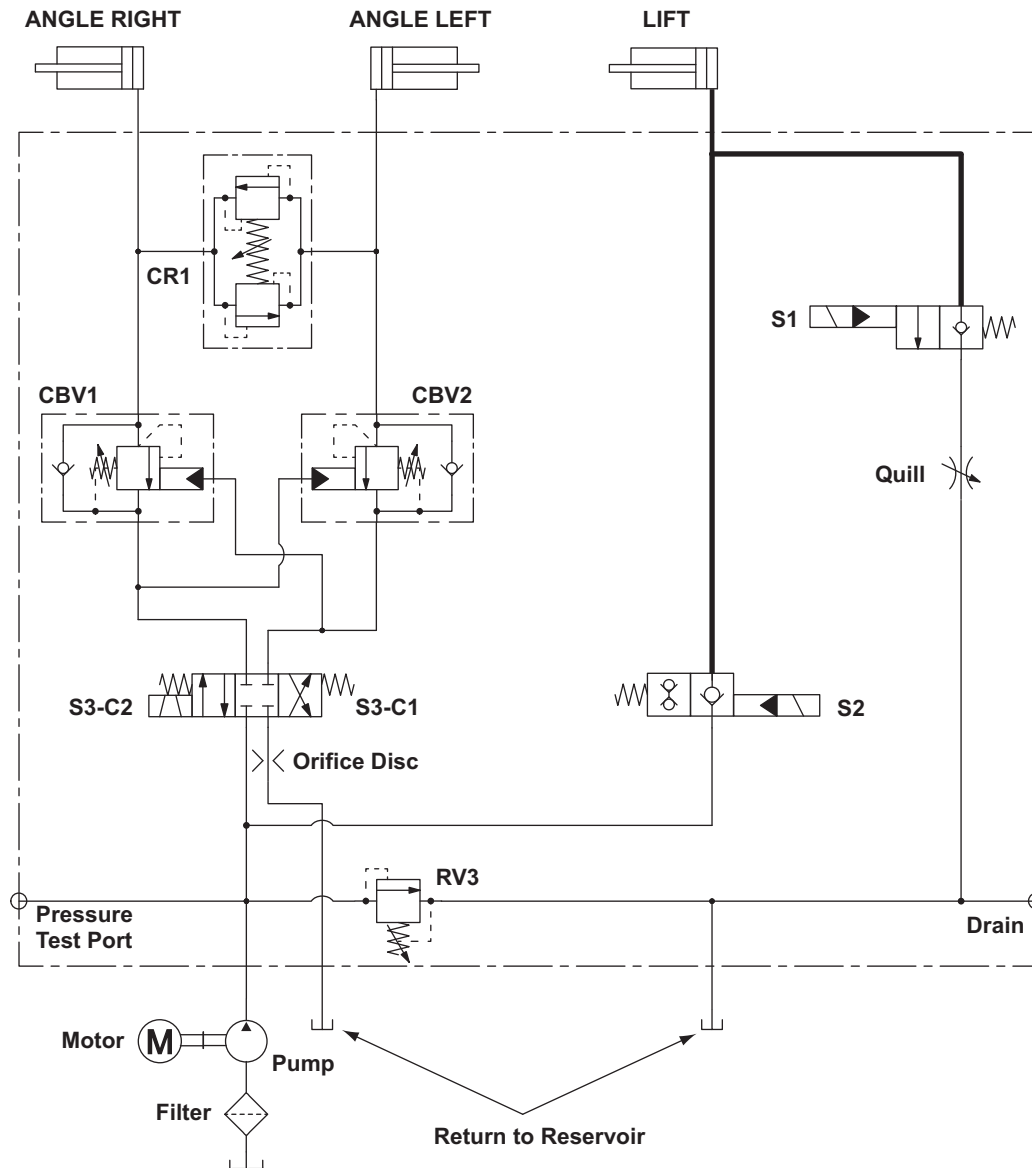 ANGLE RIGHT
ANGLE LEFT
LIFT
CR1
S1
CBV1
CBV2
Quill
S3-C2
S3-C1
S2
Orifice Disc
RV3
Pressure
Test Port
Drain
Motor
M
Pump
Filter
Return to Reservoir